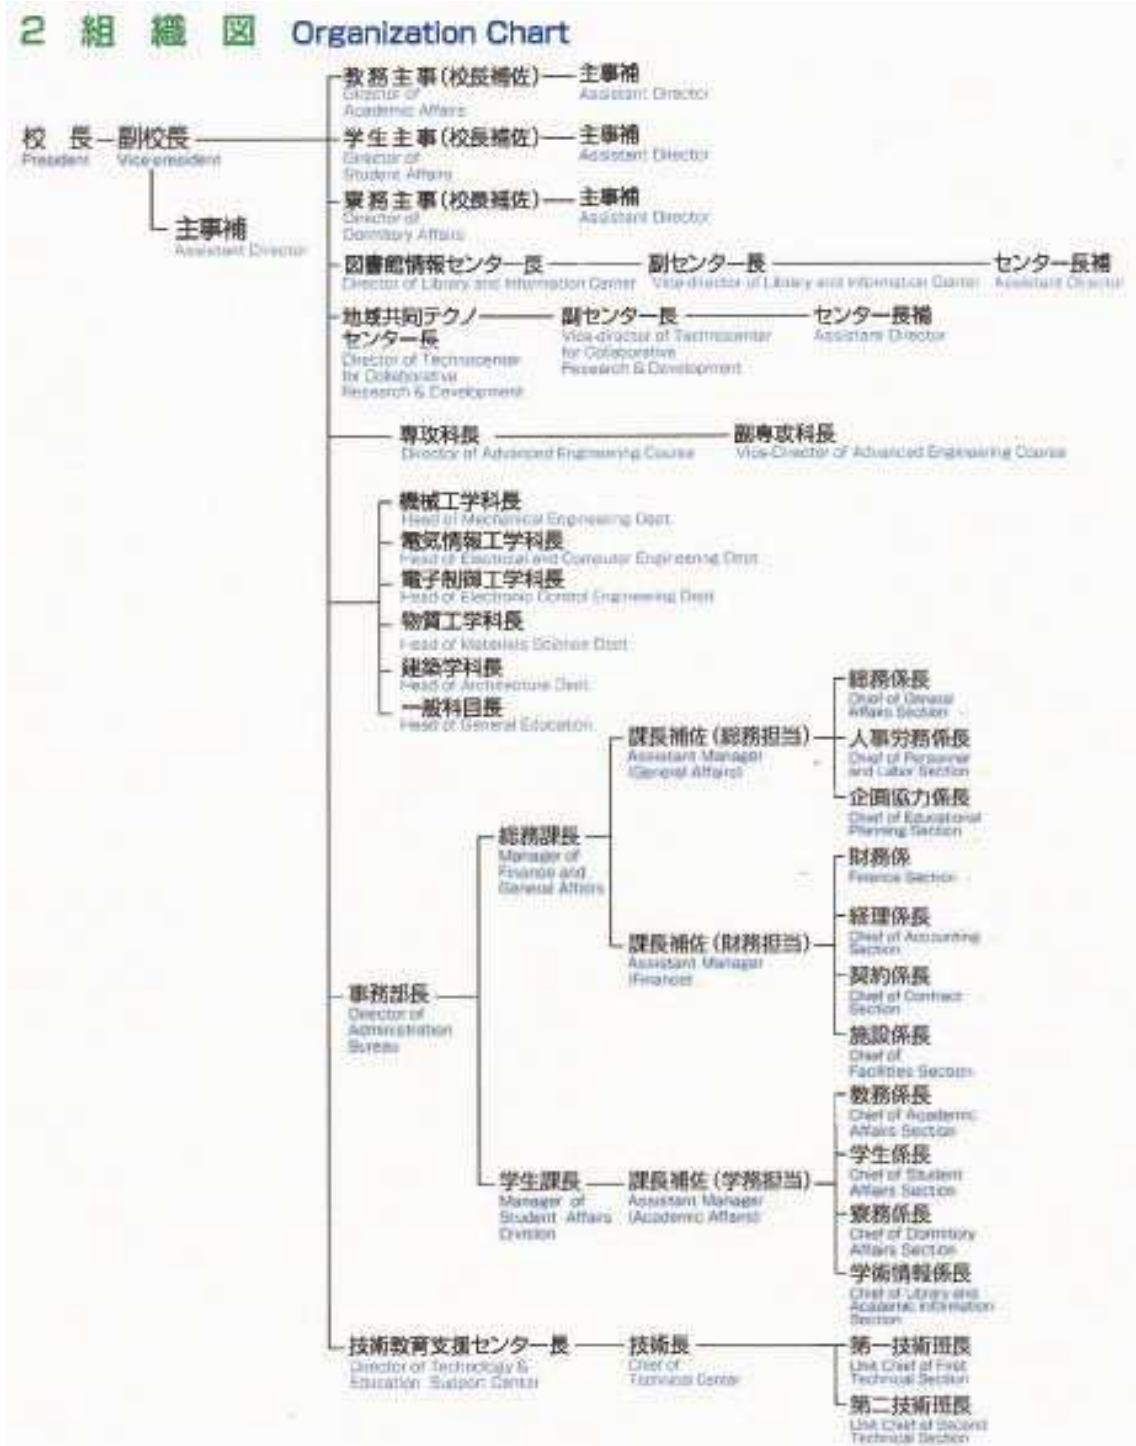 2 組 織 図 Organization Chart
教務主事(校長補佐) 主事補
Director of Academic Affairs Assistant Director
校 長 副校長 学生主事(校長補佐) 主事補
President Vice-president Director of Student Affairs Assistant Director
寮務主事(校長補佐) 主事補
Director of Dormitory Affairs Assistant Director
主事補
Assistant Director
図書館情報センター長 副センター長 センター長補
Director of Library and Information Center Vice-director of Library and Information Center Assistant Director
地域共同テクノ 副センター長 センター長補
センター長
Director of Technocenter Vice-director of Technocenter Assistant Director
for Collaborative for Collaborative
Research & Development Research & Development
専攻科長 副専攻科長
Director of Advanced Engineering Course Vice-Director of Advanced Engineering Course
機械工学科長
Head of Mechanical Engineering Dept.
電気情報工学科長
Head of Electrical and Computer Engineering Dept.
電子制御工学科長
Head of Electronic Control Engineering Dept.
物質工学科長
Head of Materials Science Dept.
建築学科長
Head of Architecture Dept.
一般科目長
Head of General Education
事務部長
Director of
Administration
Bureau
総務課長
Manager of
Finance and
General Affairs
課長補佐(総務担当)
Assistant Manager
(General Affairs)
総務係長
Chief of General
Affairs Section
人事労務係長
Chief of Personnel
and Labor Section
企画協力係長
Chief of Educational
Planning Section
課長補佐(財務担当)
Assistant Manager
(Finance)
財務係
Finance Section
経理係長
Chief of Accounting
Section
契約係長
Chief of Contract
Section
施設係長
Chief of
Facilities Section
学生課長
Manager of
Student Affairs
Division
課長補佐(学務担当)
Assistant Manager
(Academic Affairs)
教務係長
Chief of Academic
Affairs Section
学生係長
Chief of Student
Affairs Section
寮務係長
Chief of Dormitory
Affairs Section
学術情報係長
Chief of Library and
Academic Information
Section
技術教育支援センター長
Director of Technology &
Education Support Center
技術長
Chief of
Technical Center
第一技術班長
Unit Chief of First
Technical Section
第二技術班長
Unit Chief of Second
Technical Section